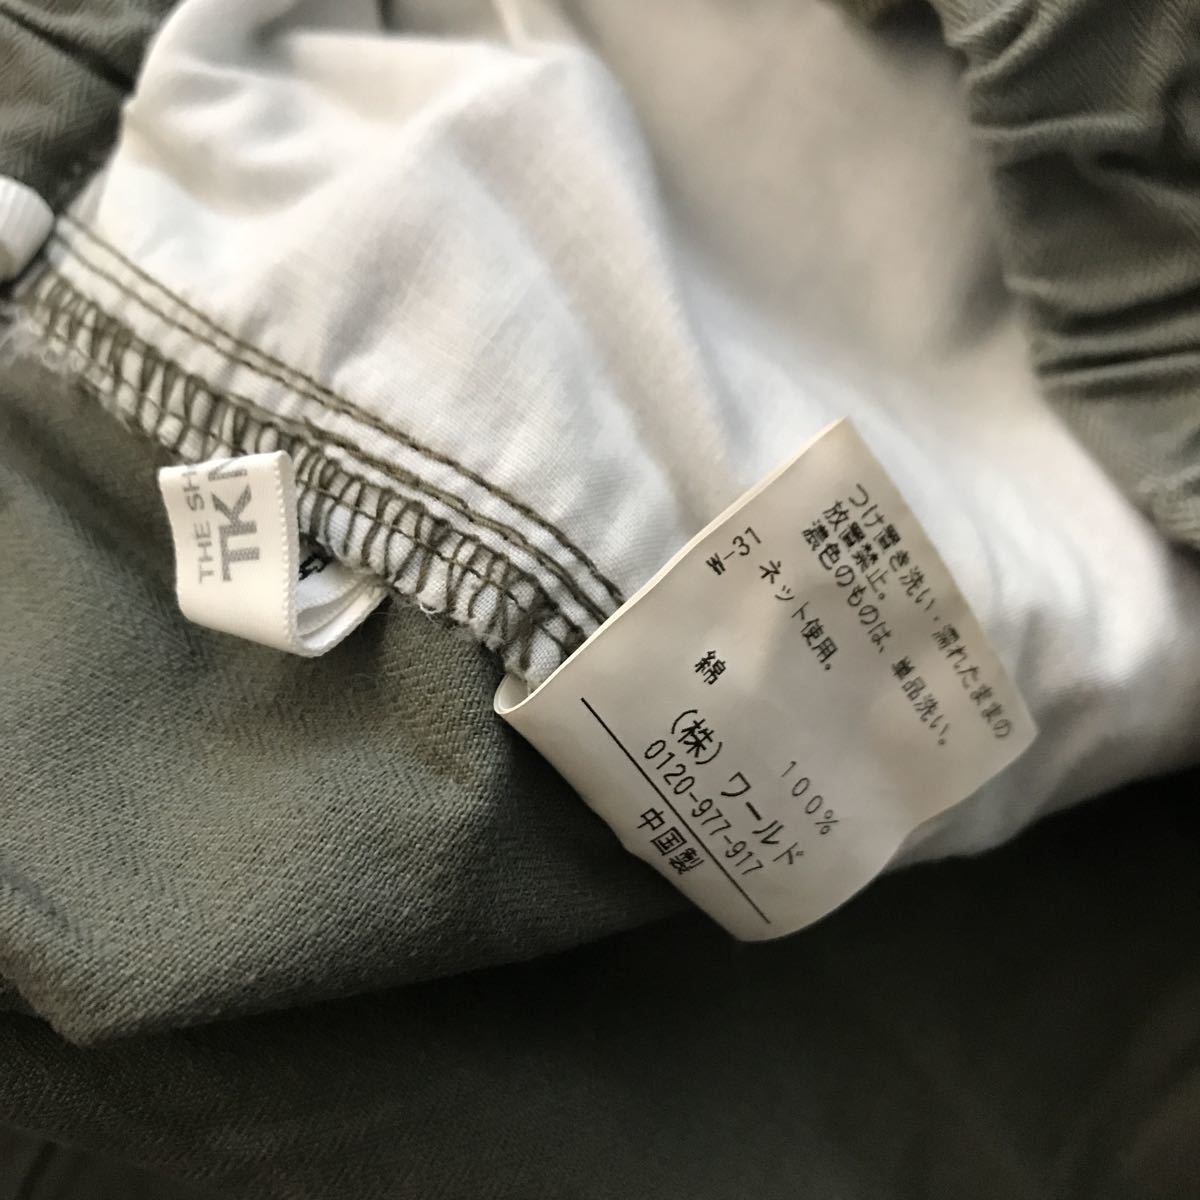 THE SH
TKN
つけ置き洗い・濡れたままの
放置禁止。
濃色のものは、単品洗い。
ネット使用。
W-37
綿 100%
(株)ワールド
0120-977-917
中国製